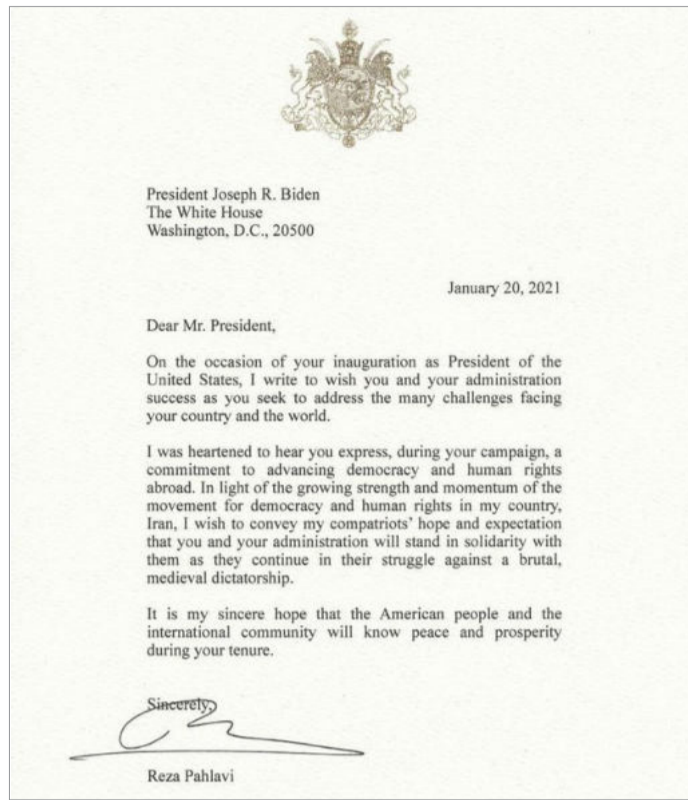 President Joseph R. Biden
The White House
Washington, D.C., 20500
January 20, 2021
Dear Mr. President,
On the occasion of your inauguration as President of the
United States, I write to wish you and your administration
success as you seek to address the many challenges facing
your country and the world.
I was heartened to hear you express, during your campaign, a
commitment to advancing democracy and human rights
abroad. In light of the growing strength and momentum of the
movement for democracy and human rights in my country,
Iran, I wish to convey my compatriots’ hope and expectation
that you and your administration will stand in solidarity with
them as they continue in their struggle against a brutal,
medieval dictatorship.
It is my sincere hope that the American people and the
international community will know peace and prosperity
during your tenure.
Sincerely,
Reza Pahlavi